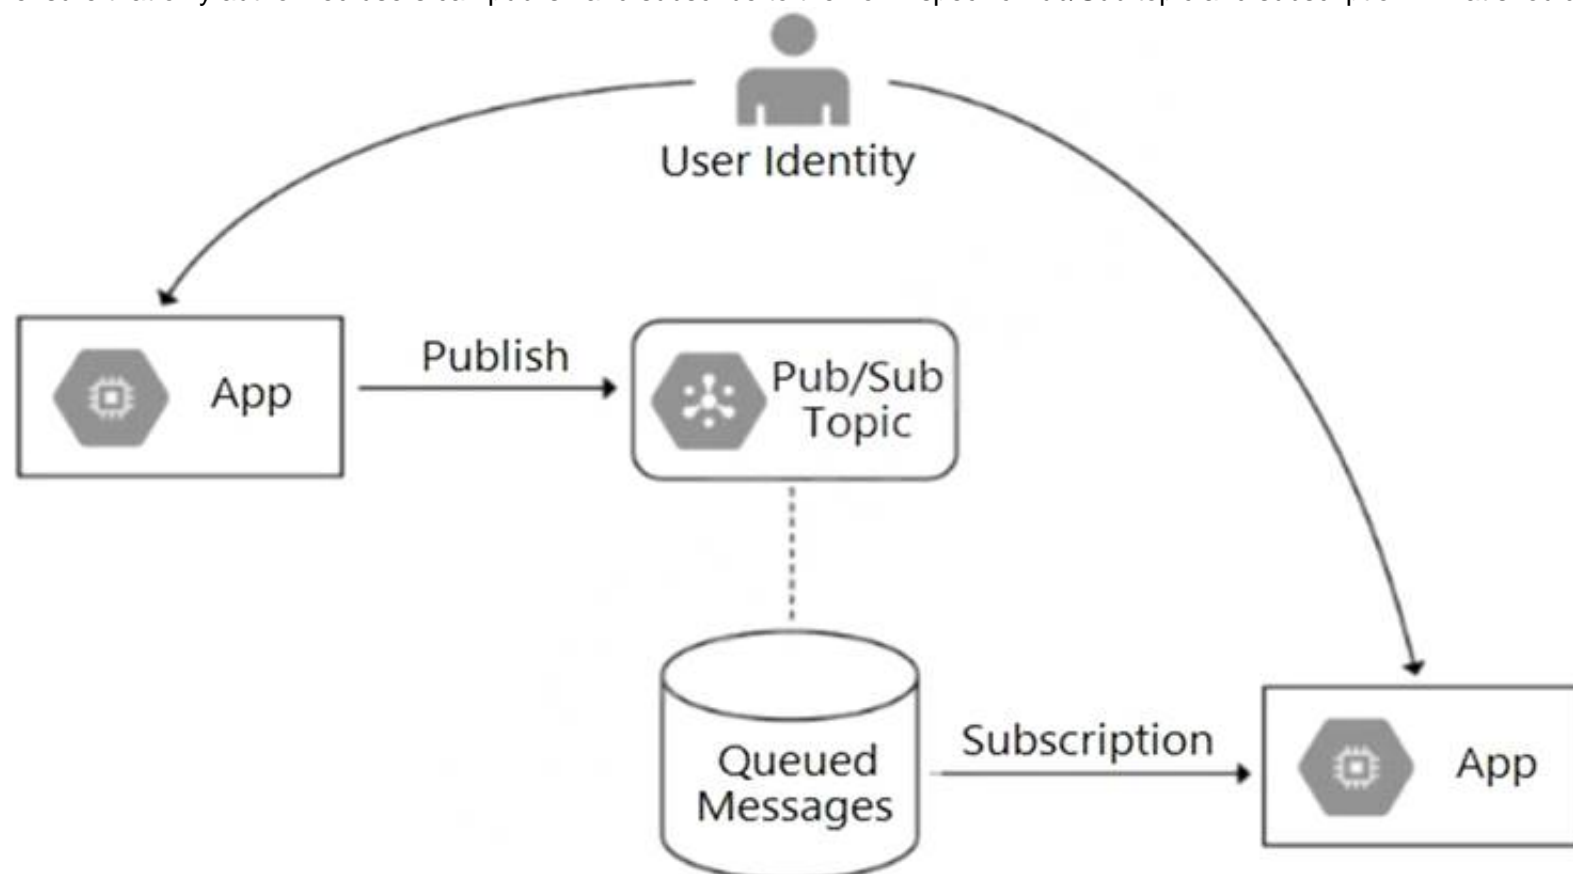 User Identity
App
Publish
Pub/Sub
Topic
Queued
Messages
Subscription
App